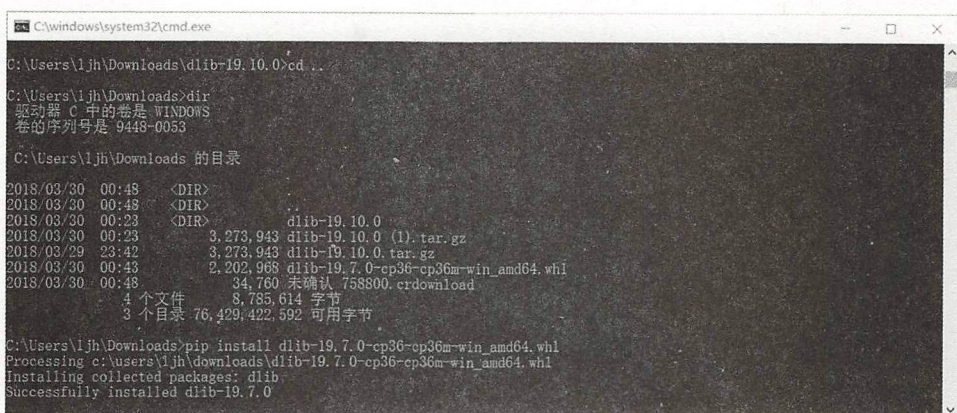 C:\windows\system32\cmd.exe
C:\Users\ljh\Downloads\dlib-19.10.0>cd ..
C:\Users\ljh\Downloads>dir
驱动器 C 中的卷是 WINDOWS
卷的序列号是 9448-0053
C:\Users\ljh\Downloads 的目录
2018/03/30 00:48 <DIR> .
2018/03/30 00:48 <DIR> ..
2018/03/30 00:23 <DIR> dlib-19.10.0
2018/03/30 00:23 3,273,943 dlib-19.10.0 (1).tar.gz
2018/03/29 23:42 3,273,943 dlib-19.10.0.tar.gz
2018/03/30 00:43 2,202,968 dlib-19.7.0-cp36-cp36m-win_amd64.whl
2018/03/30 00:48 34,760 未确认 758800.crdownload
4 个文件 8,785,614 字节
3 个目录 76,429,422,592 可用字节
C:\Users\ljh\Downloads>pip install dlib-19.7.0-cp36-cp36m-win_amd64.whl
Processing c:\users\ljh\downloads\dlib-19.7.0-cp36-cp36m-win_amd64.whl
Installing collected packages: dlib
Successfully installed dlib-19.7.0